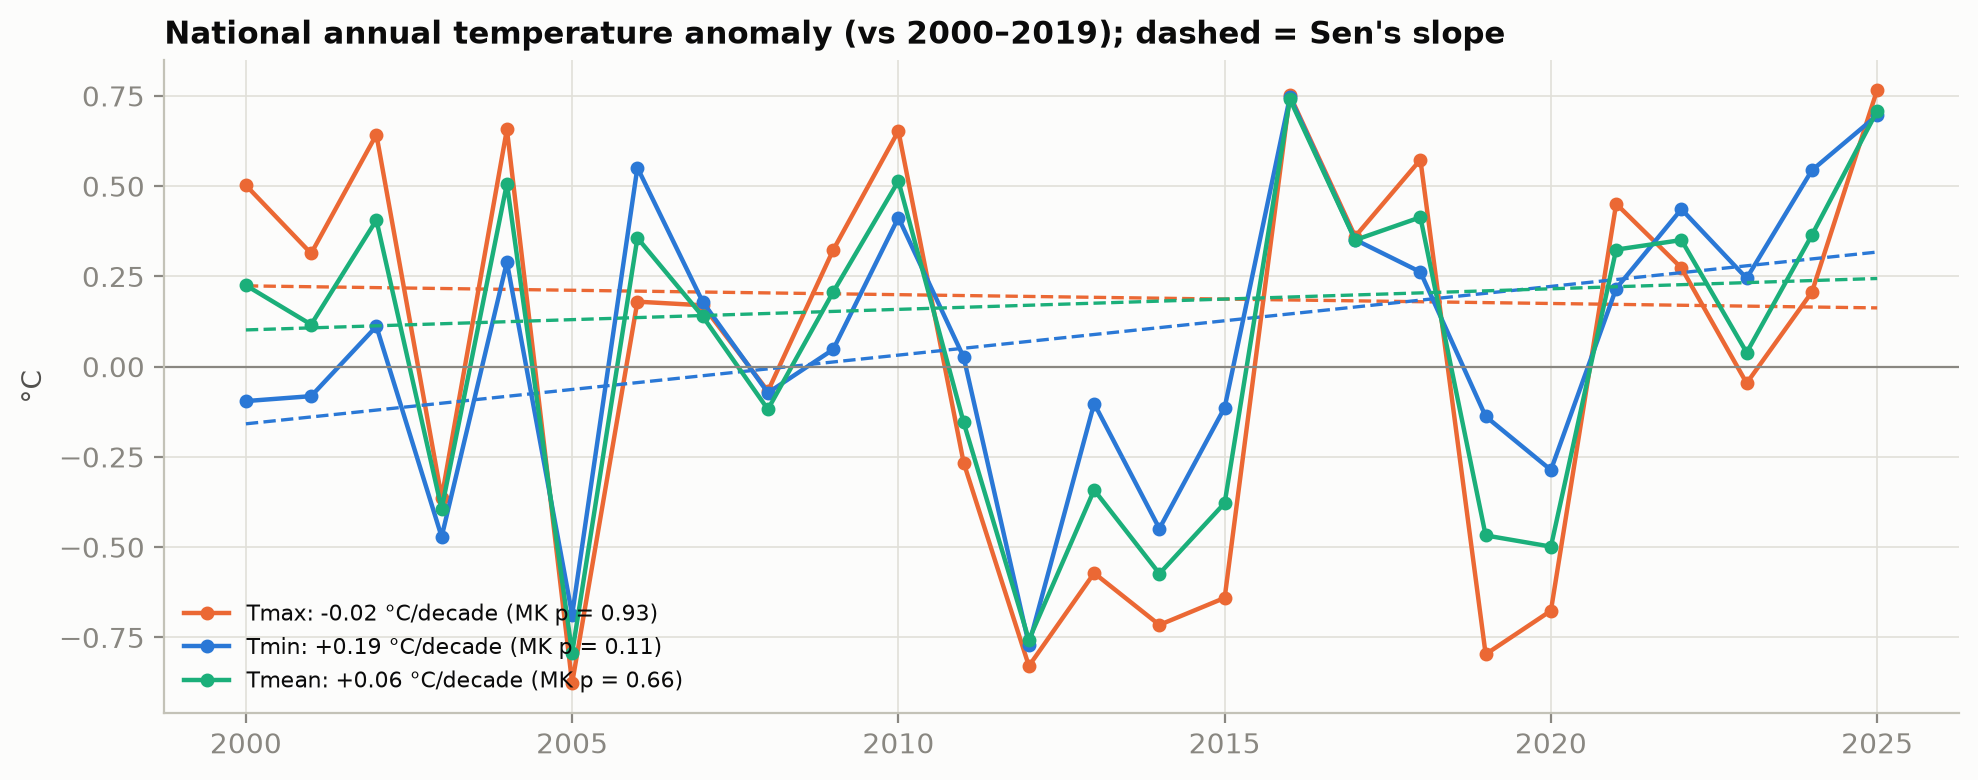 National annual temperature anomaly (vs 2000–2019); dashed = Sen's slope
0.75
0.50
0.25
0.00
−0.25
−0.50
−0.75
°C
Tmax: -0.02 °C/decade (MK p = 0.93)
Tmin: +0.19 °C/decade (MK p = 0.11)
Tmean: +0.06 °C/decade (MK p = 0.66)
2000 2005 2010 2015 2020 2025